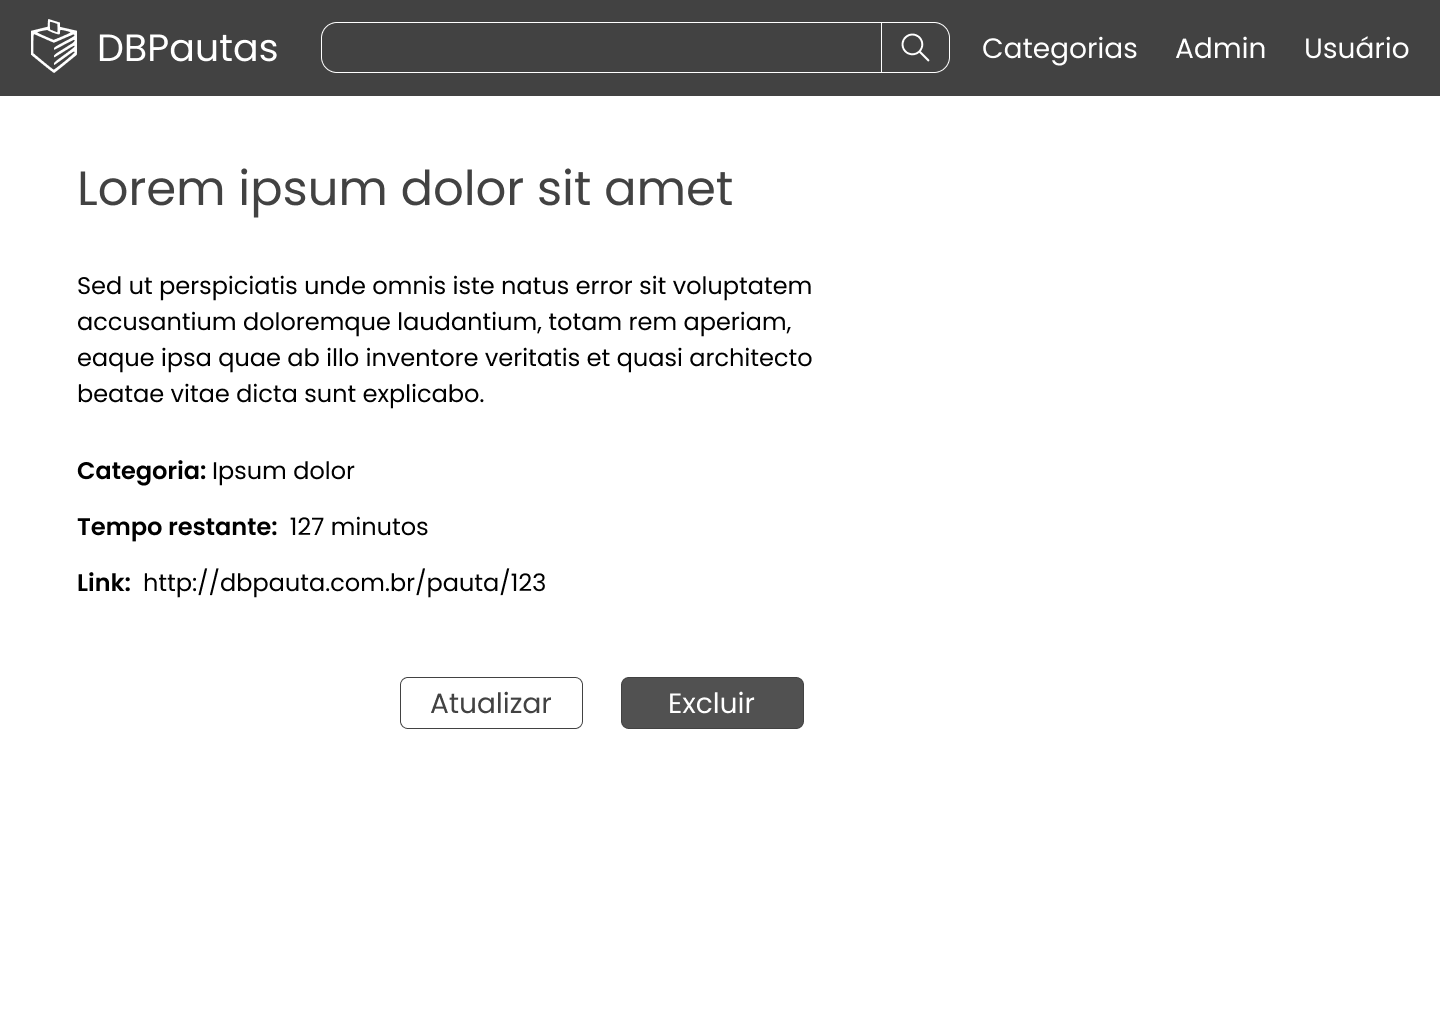 DBPautas Categorias Admin Usuário
Lorem ipsum dolor sit amet
Sed ut perspiciatis unde omnis iste natus error sit voluptatem
accusantium doloremque laudantium, totam rem aperiam,
eaque ipsa quae ab illo inventore veritatis et quasi architecto
beatae vitae dicta sunt explicabo.
Categoria: Ipsum dolor
Tempo restante: 127 minutos
Link: http://dbpauta.com.br/pauta/123
Atualizar Excluir